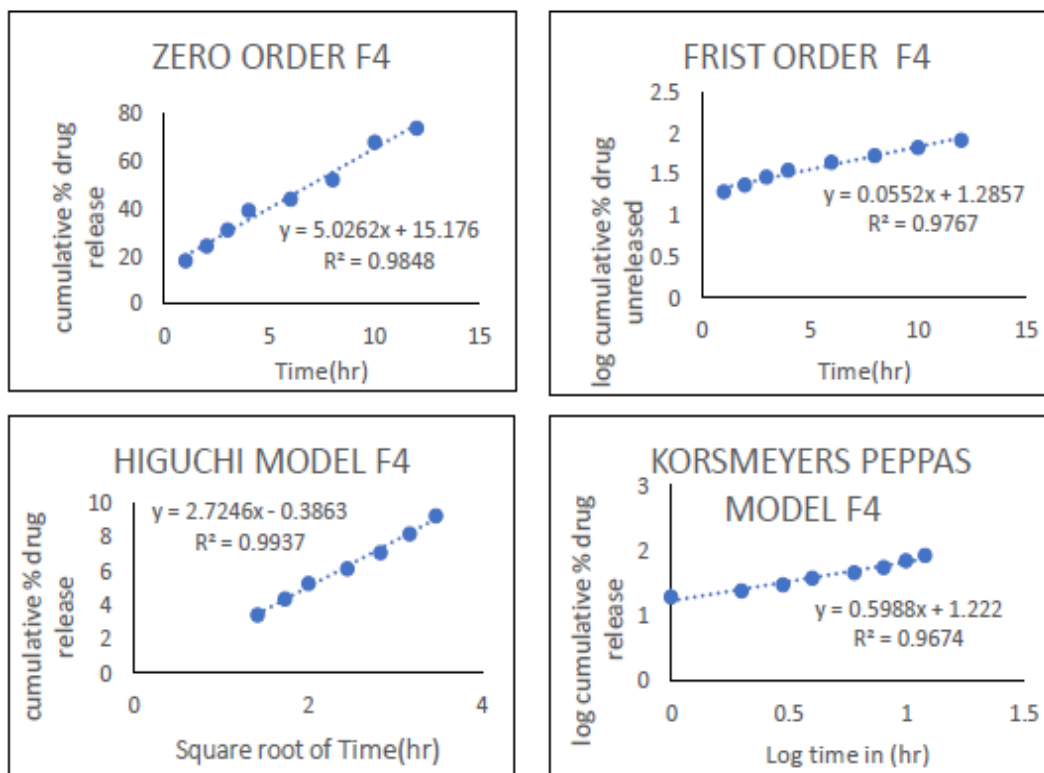 ZERO ORDER F4
80
60
40
20
0
0
5
10
15
y = 5.0262x + 15.176
R² = 0.9848
cumulative % drug
release
Time(hr)
FRIST ORDER F4
2.5
2
1.5
1
0.5
0
0
5
10
15
y = 0.0552x + 1.2857
R² = 0.9767
log cumulative % drug
unreleased
Time(hr)
HIGUCHI MODEL F4
10
8
6
4
2
0
0
2
4
y = 2.7246x - 0.3863
R² = 0.9937
cumulative % drug
release
Square root of Time(hr)
KORSMEYERS PEPPAS
MODEL F4
3
2
1
0
0
0.5
1
1.5
y = 0.5988x + 1.222
R² = 0.9674
log cumulative % drug
release
Log time in (hr)